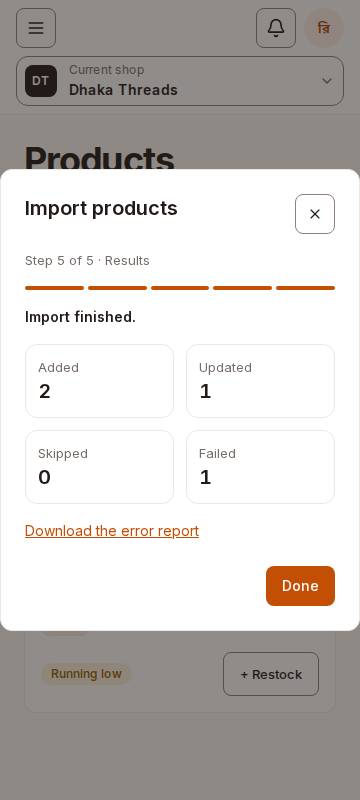 রি
DT
Current shop
Dhaka Threads
Products
Import products
Step 5 of 5 · Results
Import finished.
Added
2
Updated
1
Skipped
0
Failed
1
Download the error report
Done
Running low
+ Restock